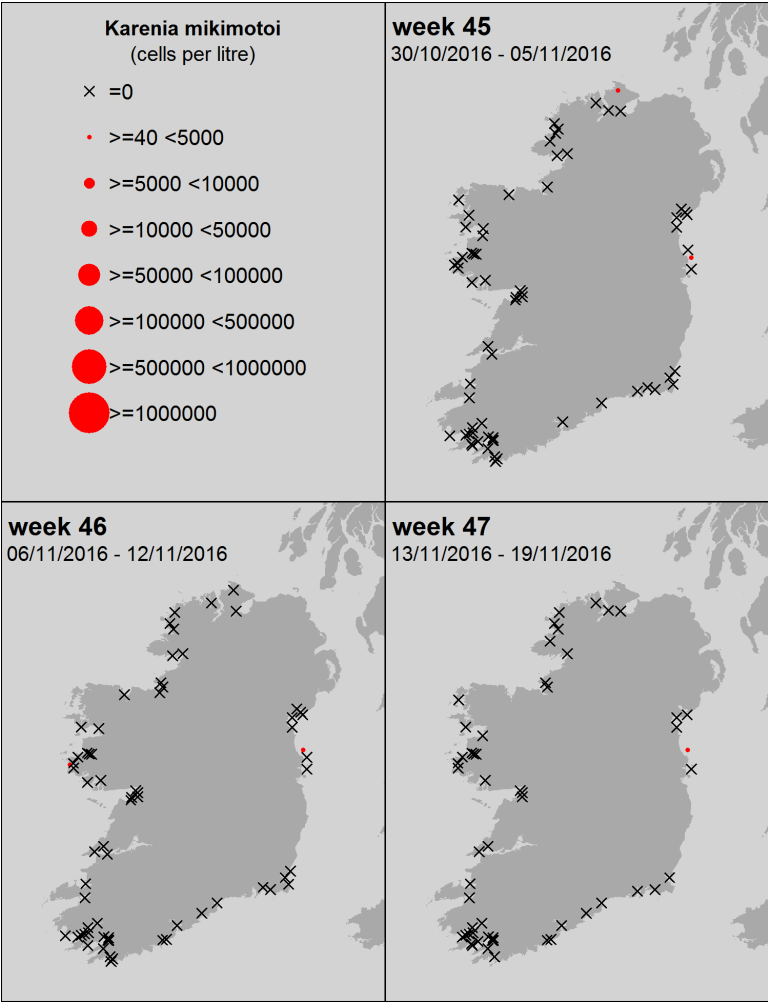 Karenia mikimotoi
(cells per litre)
=0
>=40 <5000
>=5000 <10000
>=10000 <50000
>=50000 <100000
>=100000 <500000
>=500000 <1000000
>=1000000
week 45
30/10/2016 - 05/11/2016
week 46
06/11/2016 - 12/11/2016
week 47
13/11/2016 - 19/11/2016